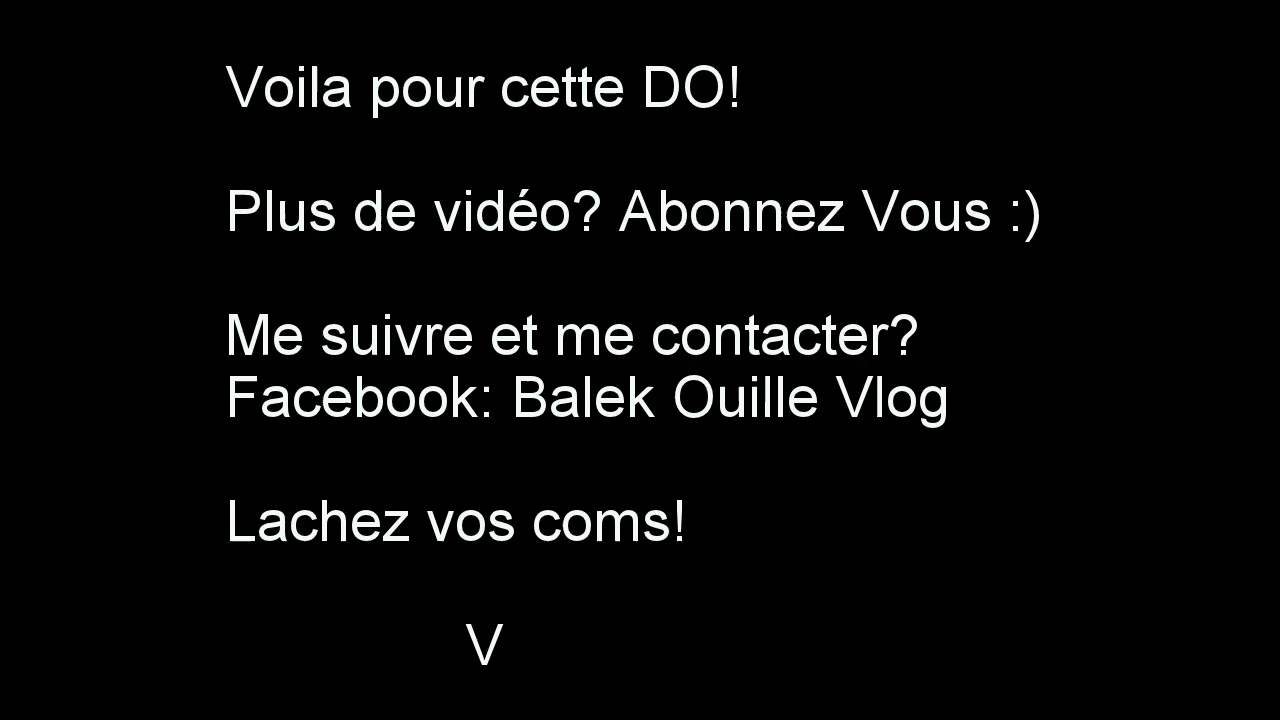 Voila pour cette DO!
Plus de vidéo? Abonnez Vous :)
Me suivre et me contacter?
Facebook: Balek Ouille Vlog
Lachez vos coms!
V